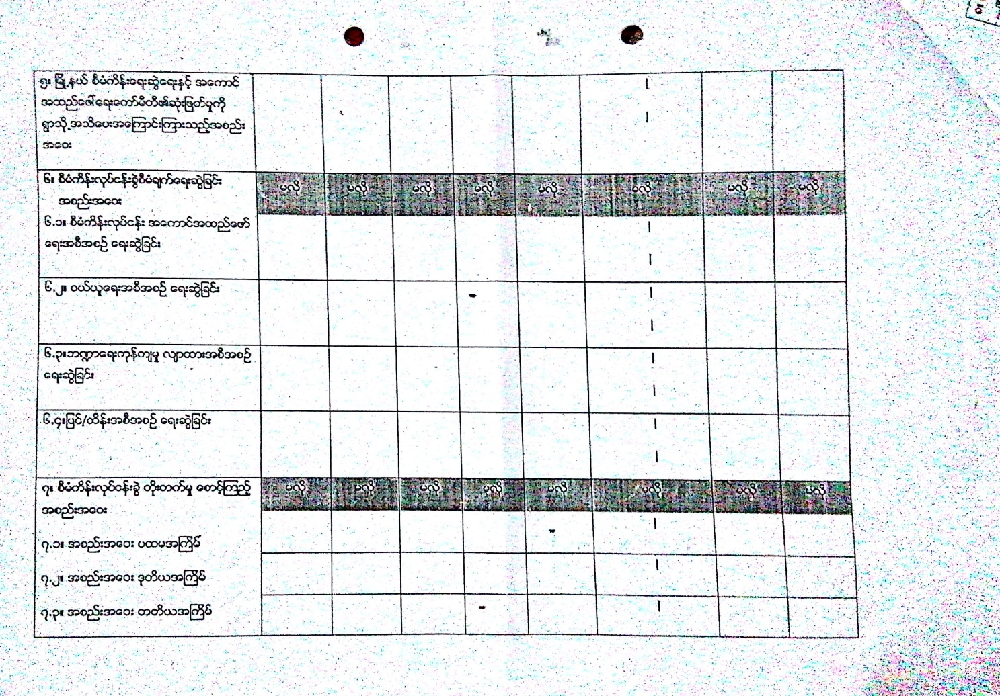 ၅။ မြို့နယ် စီမံကိန်းရေးဆွဲရေးနှင့် အကောင်
အထည်ဖေါ်ရေးကော်မီတီ၏ဆုံးဖြတ်မှုကို
ရွာသို့အသိပေးအကြောင်းကြားသည့်အစည်း
အဝေး
၆။ စီမံကိန်းလုပ်ငန်းခွဲစီမံချက်ရေးဆွဲခြင်း
အစည်းအဝေး
မလို မလို မလို မလို မလို မလို မလို မလို
၆.၁။ စီမံကိန်းလုပ်ငန်း အကောင်အထည်ဖော်
ရေးအစီအစဉ် ရေးဆွဲခြင်း
၆.၂။ ဝယ်ယူရေးအစီအစဉ် ရေးဆွဲခြင်း
၆.၃။ဘဏ္ဍာရေးကုန်ကျမှု လျာထားအစီအစဉ်
ရေးဆွဲခြင်း
၆.၄။ပြင်/ထိန်းအစီအစဉ် ရေးဆွဲခြင်း
၇။ စီမံကိန်းလုပ်ငန်းခွဲ တိုးတက်မှု စောင့်ကြည့်
အစည်းအဝေး
မလို မလို မလို မလို မလို မလို မလို မလို
၇.၁။ အစည်းအဝေး ပထမအကြိမ်
၇.၂။ အစည်းအဝေး ဒုတိယအကြိမ်
၇.၃။ အစည်းအဝေး တတိယအကြိမ်